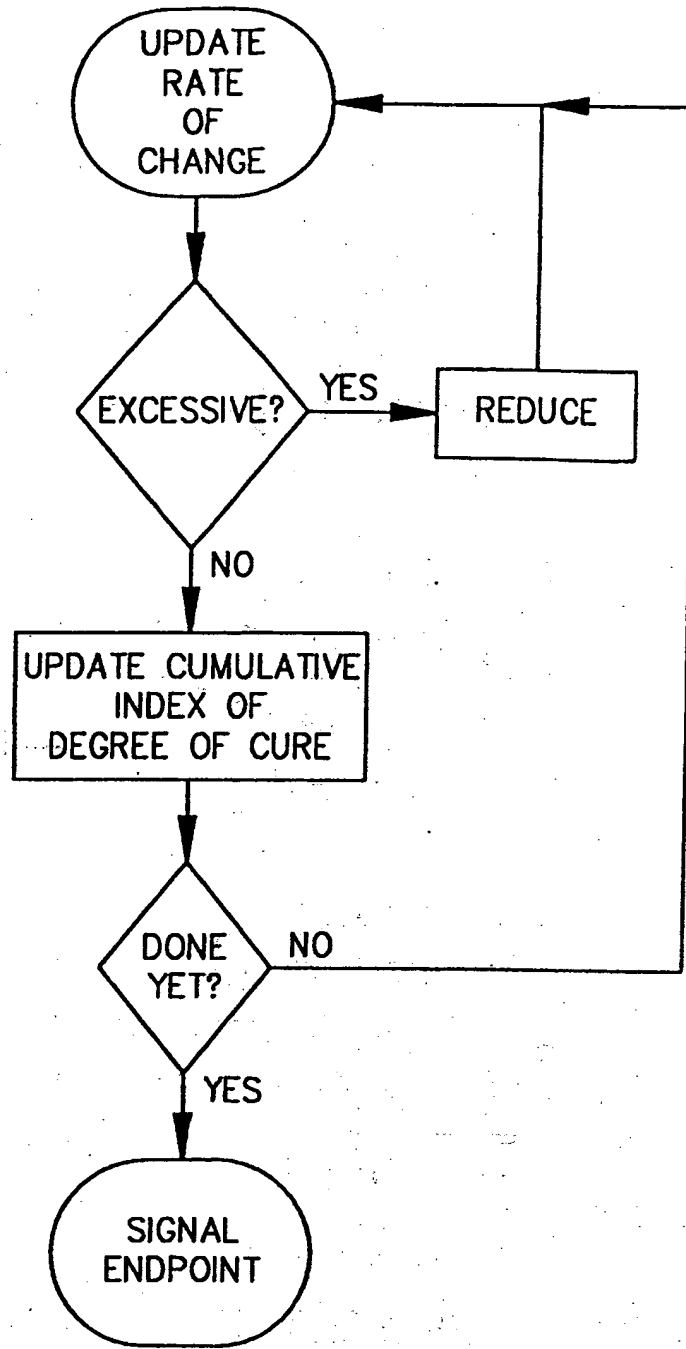 UPDATE
RATE
OF
CHANGE
EXCESSIVE?
YES
REDUCE
NO
UPDATE CUMULATIVE
INDEX OF
DEGREE OF CURE
DONE
YET?
NO
YES
SIGNAL
ENDPOINT